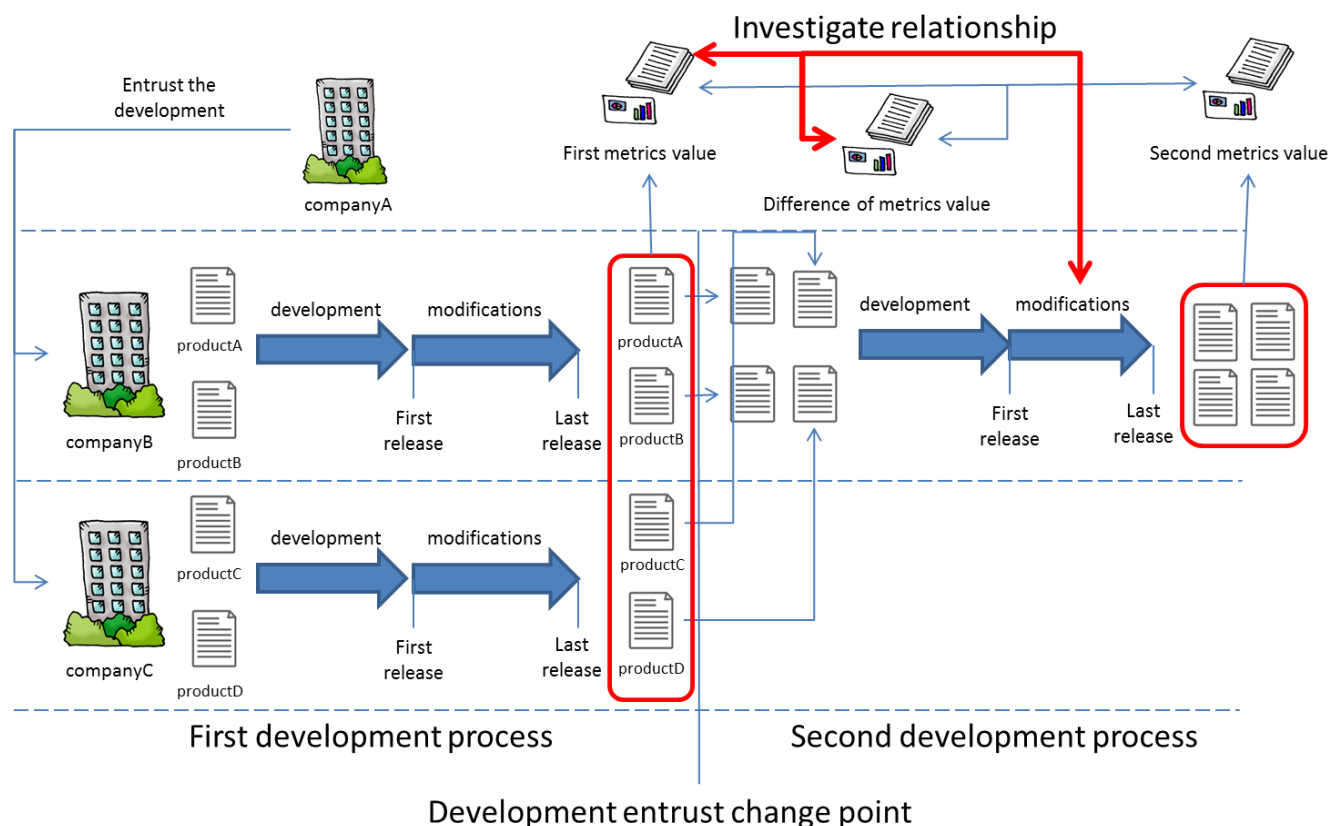 Investigate relationship
Entrust the
development
companyA
First metrics value
Difference of metrics value
Second metrics value
companyB
productA
productB
development
modifications
First
release
Last
release
productA
productB
development
modifications
First
release
Last
release
companyC
productC
productD
development
modifications
First
release
Last
release
productC
productD
First development process
Second development process
Development entrust change point